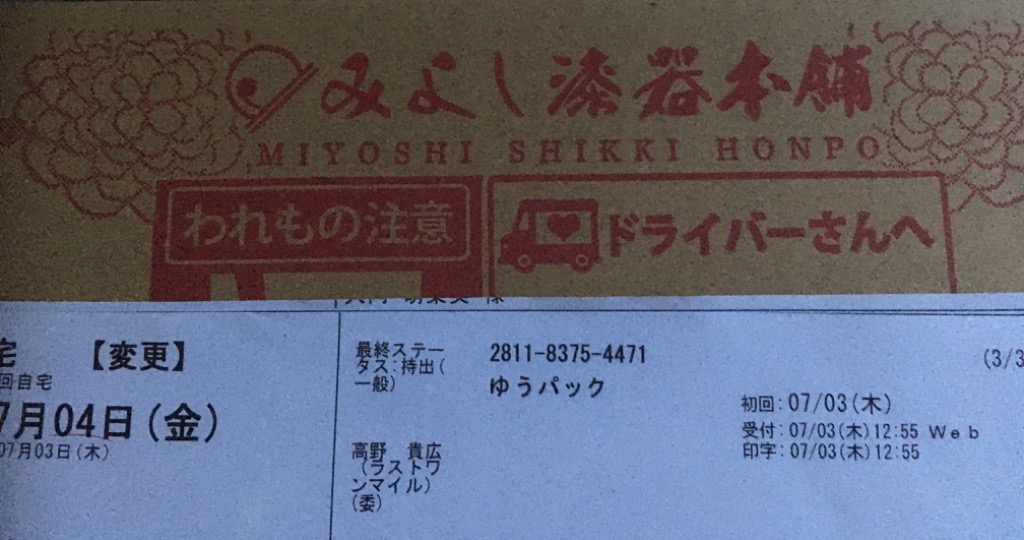 みよし漆器本舗
MIYOSHI SHIKKI HONPO
われもの注意
ドライバーさんへ
宅 【変更】
回自宅
7月04日(金)
07月03日(木)
最終ステー
タス:持出(
一般)
2811-8375-4471
ゆうパック
(3/3
初回:07/03(木)
受付:07/03(木)12:55 Web
印字:07/03(木)12:55
高野 貴広
(ラストワ
ンマイル)
(委)